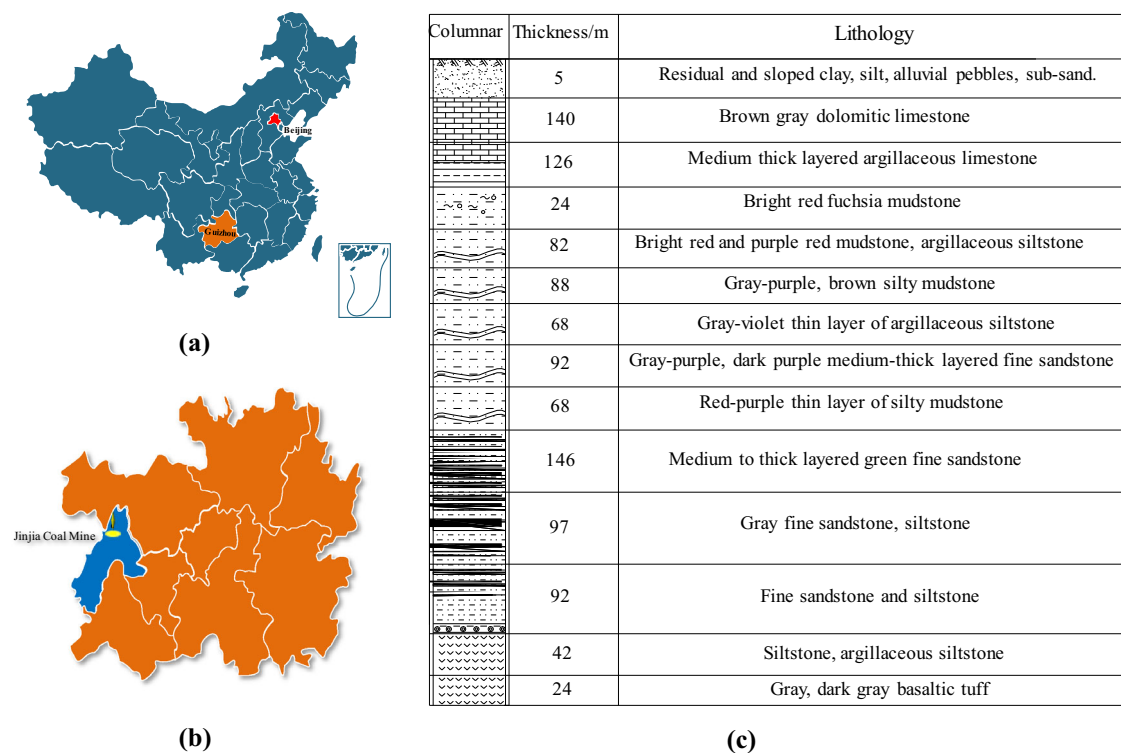 Beijing
Guizhou
(a)
Jinjia Coal Mine
(b)
Columnar Thickness/m Lithology
5 Residual and sloped clay, silt, alluvial pebbles, sub-sand.
140 Brown gray dolomitic limestone
126 Medium thick layered argillaceous limestone
24 Bright red fuchsia mudstone
82 Bright red and purple red mudstone, argillaceous siltstone
88 Gray-purple, brown silty mudstone
68 Gray-violet thin layer of argillaceous siltstone
92 Gray-purple, dark purple medium-thick layered fine sandstone
68 Red-purple thin layer of silty mudstone
146 Medium to thick layered green fine sandstone
97 Gray fine sandstone, siltstone
92 Fine sandstone and siltstone
42 Siltstone, argillaceous siltstone
24 Gray, dark gray basaltic tuff
(c)